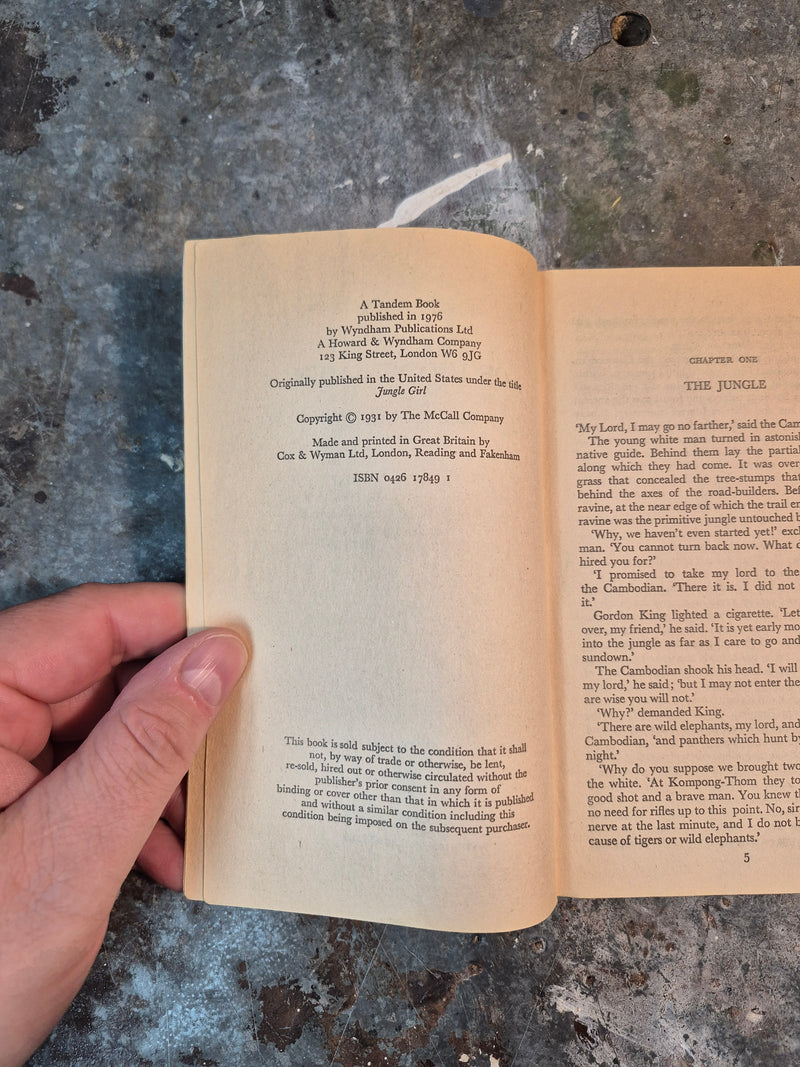 A Tandem Book
published in 1976
by Wyndham Publications Ltd
A Howard & Wyndham Company
123 King Street, London W6 9JG
Originally published in the United States under the title
Jungle Girl
Copyright © 1931 by The McCall Company
Made and printed in Great Britain by
Cox & Wyman Ltd, London, Reading and Fakenham
ISBN 0426 17849 1
This book is sold subject to the condition that it shall
not, by way of trade or otherwise, be lent,
re-sold, hired out or otherwise circulated without the
publisher's prior consent in any form of
binding or cover other than that in which it is published
and without a similar condition including this
condition being imposed on the subsequent purchaser.
CHAPTER ONE
THE JUNGLE
'My Lord, I may go no farther,' said the Cam
The young white man turned in astonish
native guide. Behind them lay the partial
along which they had come. It was over
grass that concealed the tree-stumps that
behind the axes of the road-builders. Bef
ravine, at the near edge of which the trail en
ravine was the primitive jungle untouched b
'Why, we haven't even started yet!' excl
man. 'You cannot turn back now. What d
hired you for?'
'I promised to take my lord to the
the Cambodian. 'There it is. I did not
it.'
Gordon King lighted a cigarette. 'Let
over, my friend,' he said. 'It is yet early mo
into the jungle as far as I care to go and
sundown.'
The Cambodian shook his head. 'I will
my lord,' he said; 'but I may not enter the
are wise you will not.'
'Why?' demanded King.
'There are wild elephants, my lord, and
Cambodian, 'and panthers which hunt by
night.'
'Why do you suppose we brought two
the white. 'At Kompong-Thom they to
good shot and a brave man. You knew th
no need for rifles up to this point. No, sir
nerve at the last minute, and I do not b
cause of tigers or wild elephants.'
5